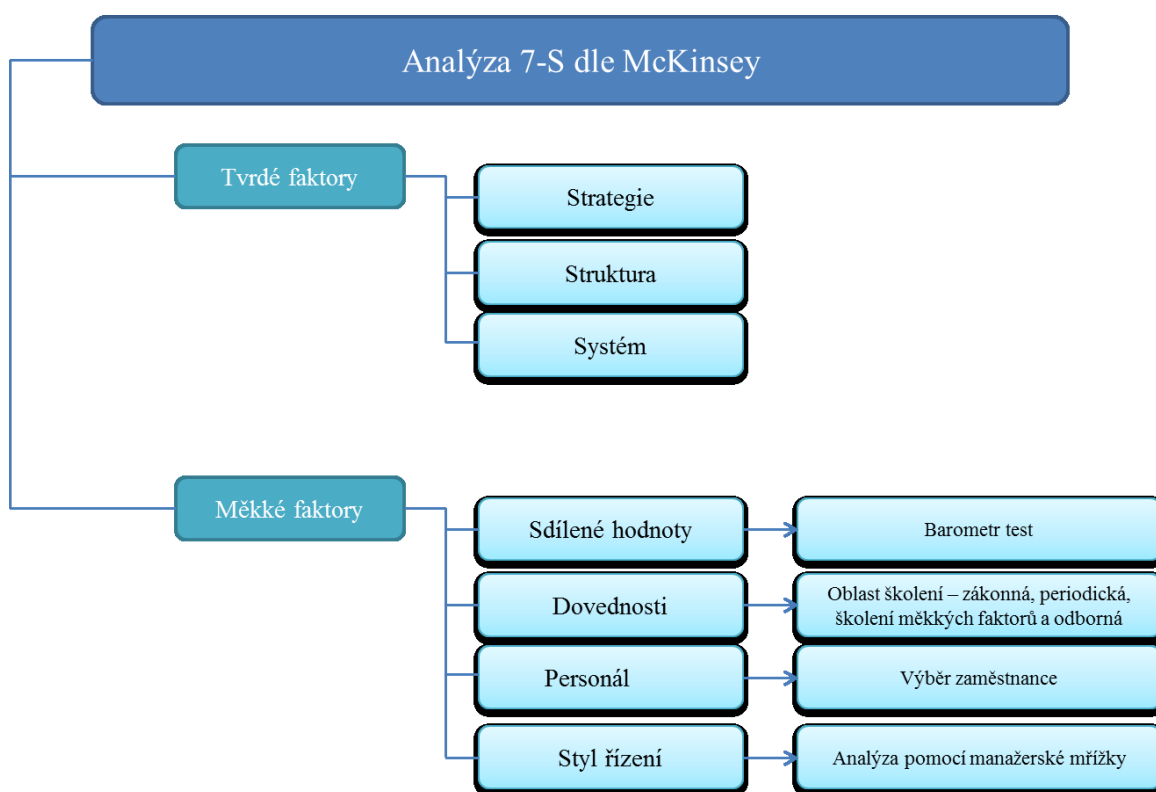 Analýza 7-S dle McKinsey
Tvrdé faktory
Strategie
Struktura
Systém
Měkké faktory
Sdílené hodnoty
Barometr test
Dovednosti
Oblast školení – zákonná, periodická,
školení měkkých faktorů a odborná
Personál
Výběr zaměstnance
Styl řízení
Analýza pomocí manažerské mřížky